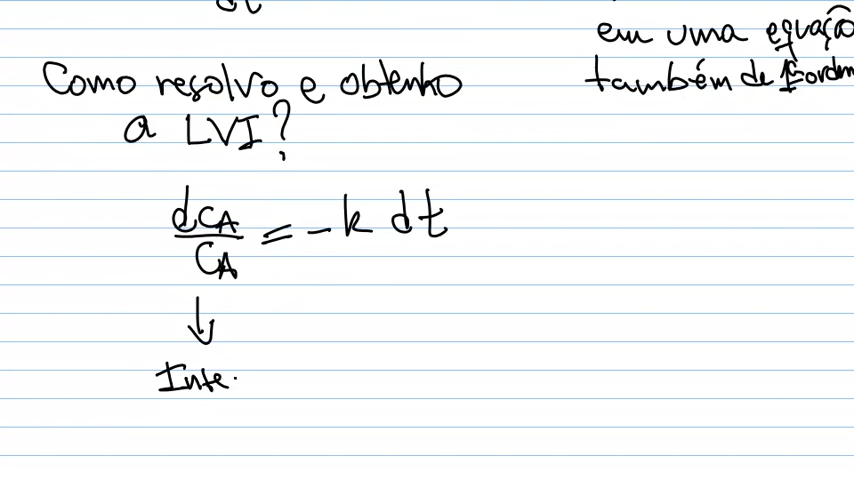 em uma equação
também de 1ª ordem
Como resolvo e obtenho
a LVI?
dCA
CA
= - k dt
↓
Inte.